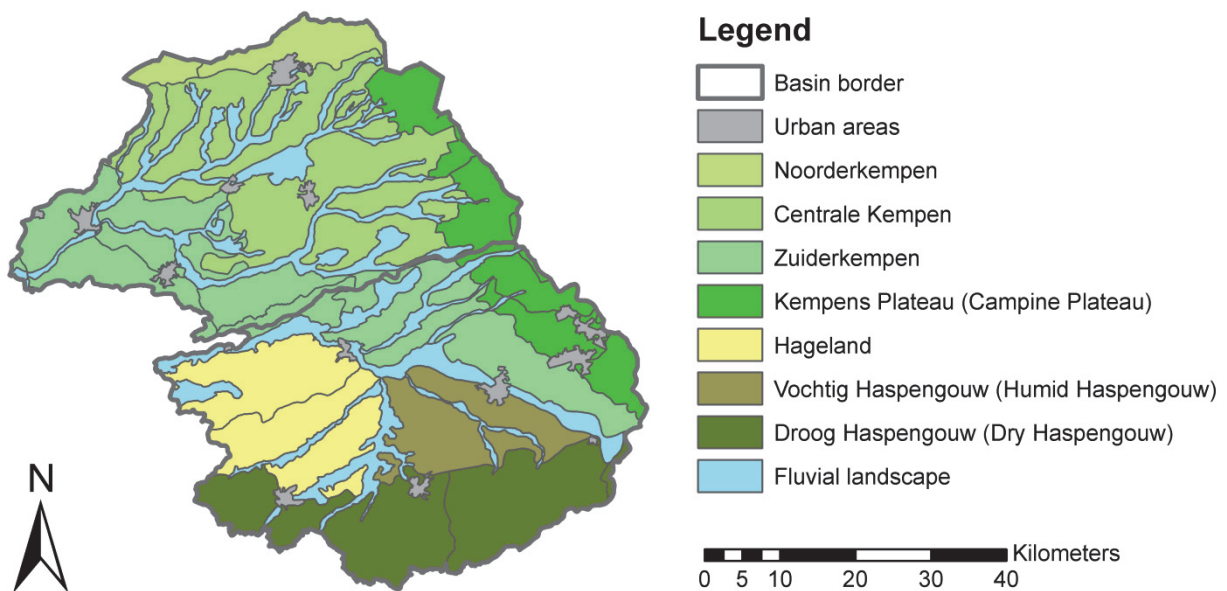 Legend
Basin border
Urban areas
Noorderkempen
Centrale Kempen
Zuiderkempen
Kempens Plateau (Campine Plateau)
Hageland
Vochtig Haspengouw (Humid Haspengouw)
Droog Haspengouw (Dry Haspengouw)
Fluvial landscape
N
Kilometers
0 5 10 20 30 40